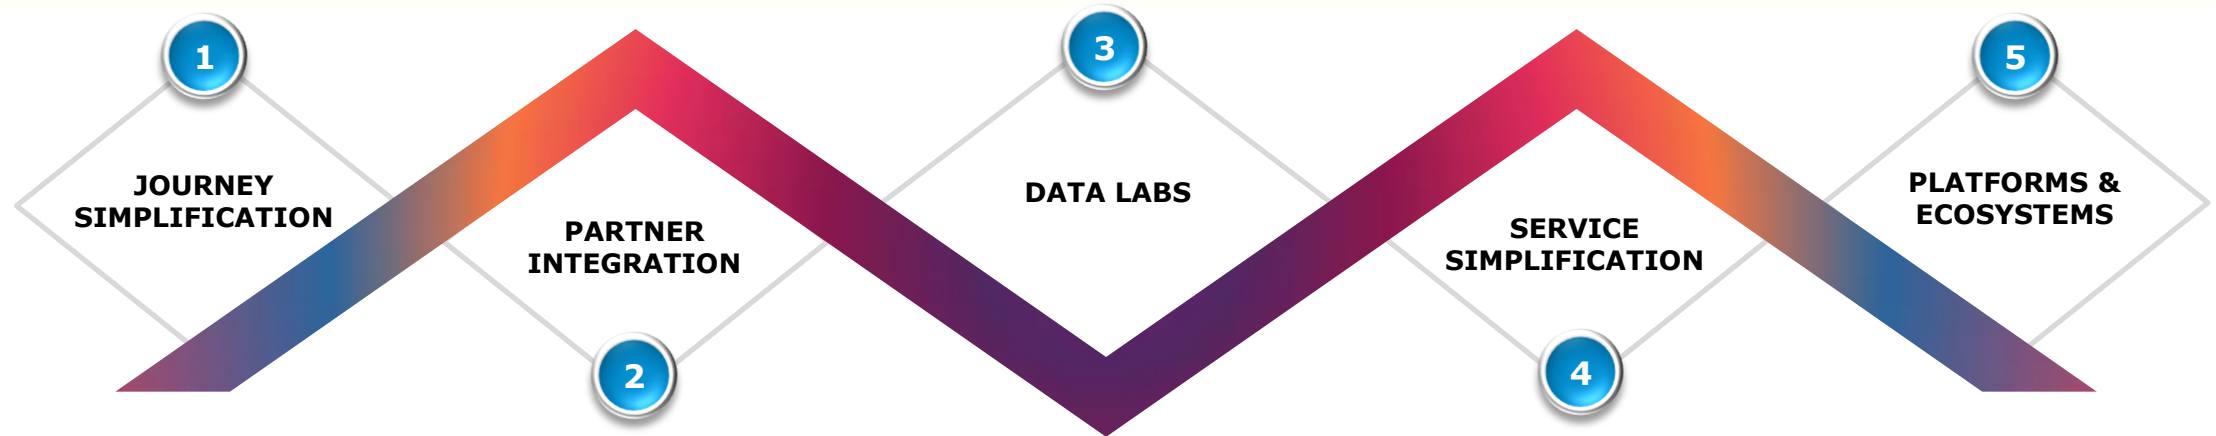 1
JOURNEY
SIMPLIFICATION
2
PARTNER
INTEGRATION
3
DATA LABS
4
SERVICE
SIMPLIFICATION
5
PLATFORMS &
ECOSYSTEMS